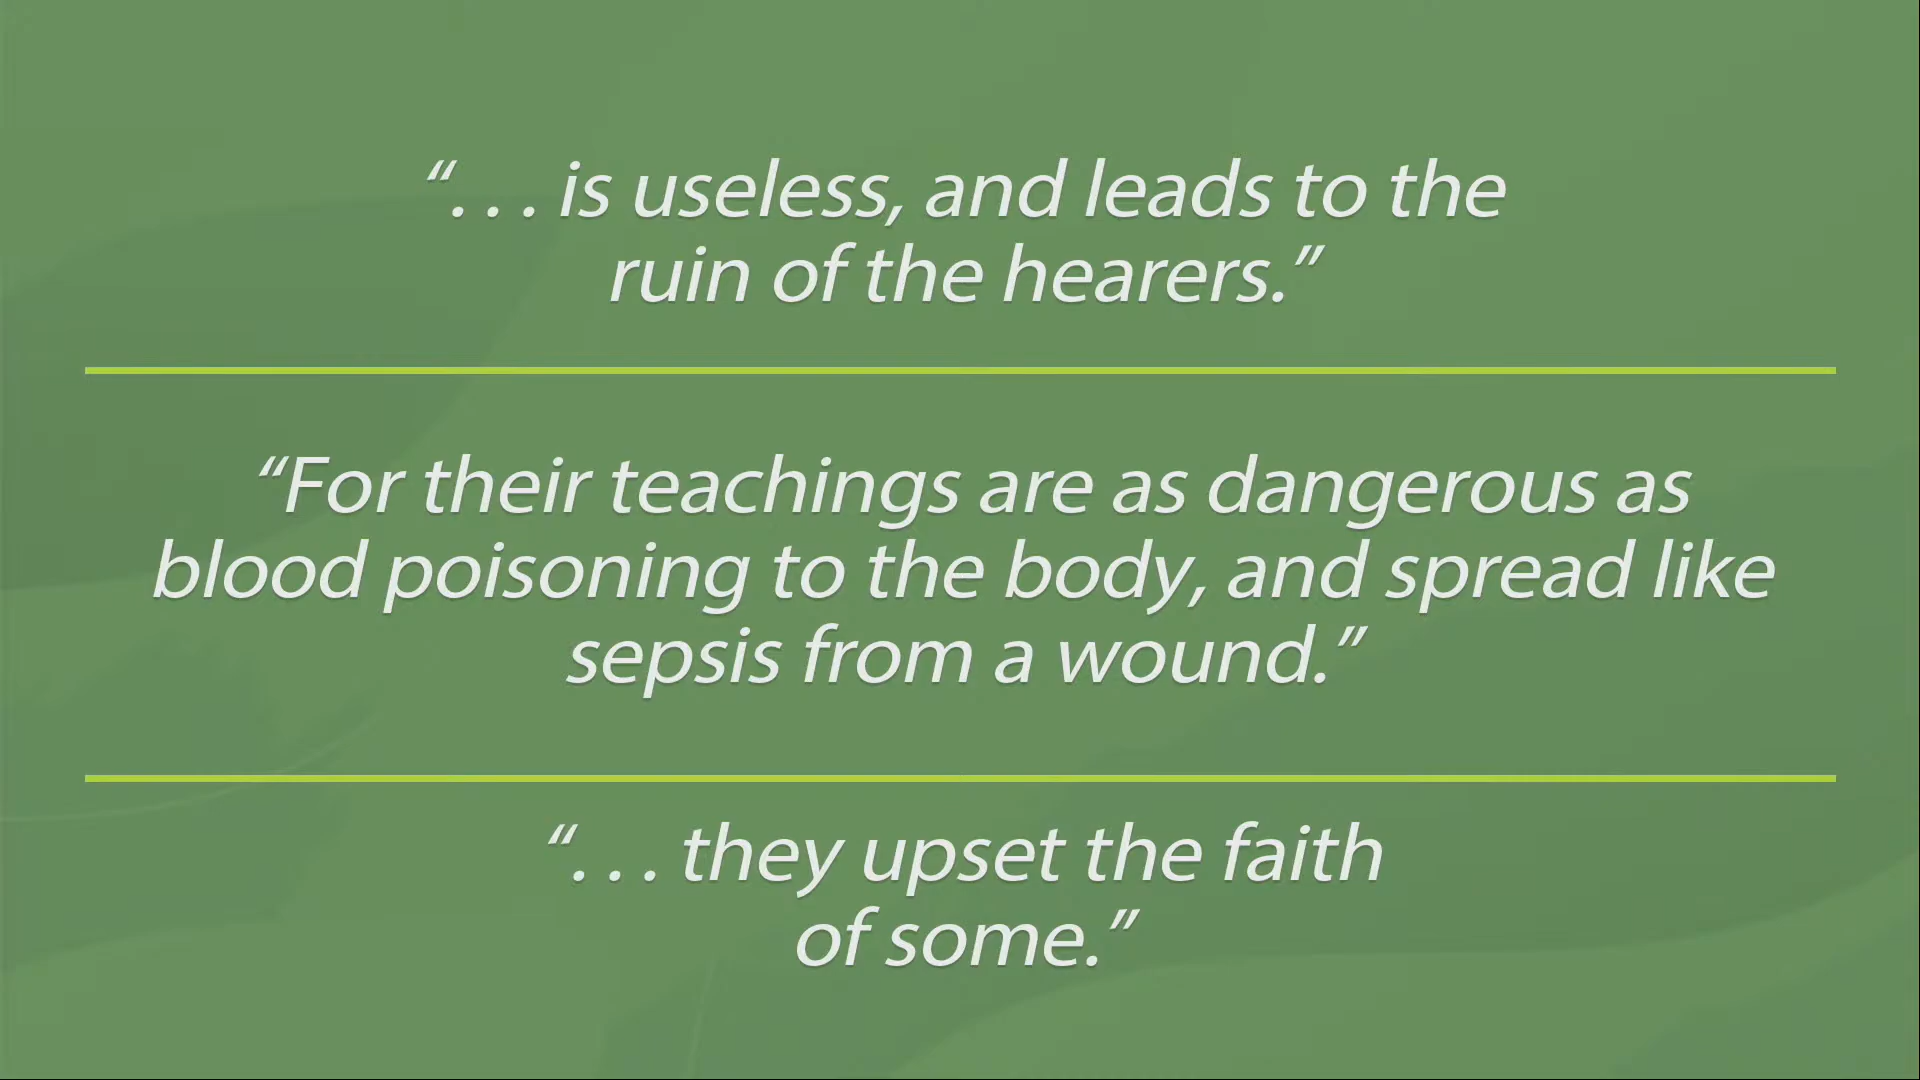 “. . . is useless, and leads to the
ruin of the hearers.”
“For their teachings are as dangerous as
blood poisoning to the body, and spread like
sepsis from a wound.”
“. . . they upset the faith
of some.”